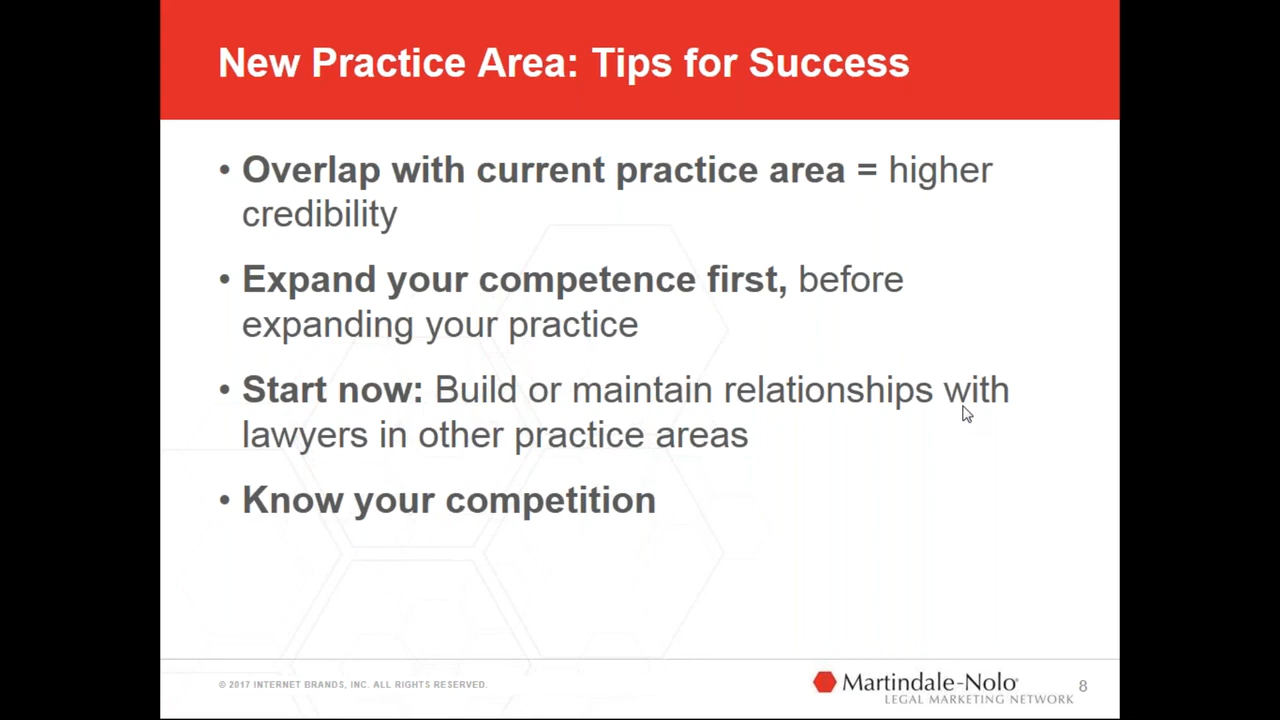 New Practice Area: Tips for Success
• Overlap with current practice area = higher
credibility
• Expand your competence first, before
expanding your practice
• Start now: Build or maintain relationships with
lawyers in other practice areas
• Know your competition
© 2017 INTERNET BRANDS, INC. ALL RIGHTS RESERVED.
Martindale-Nolo®
LEGAL MARKETING NETWORK
8